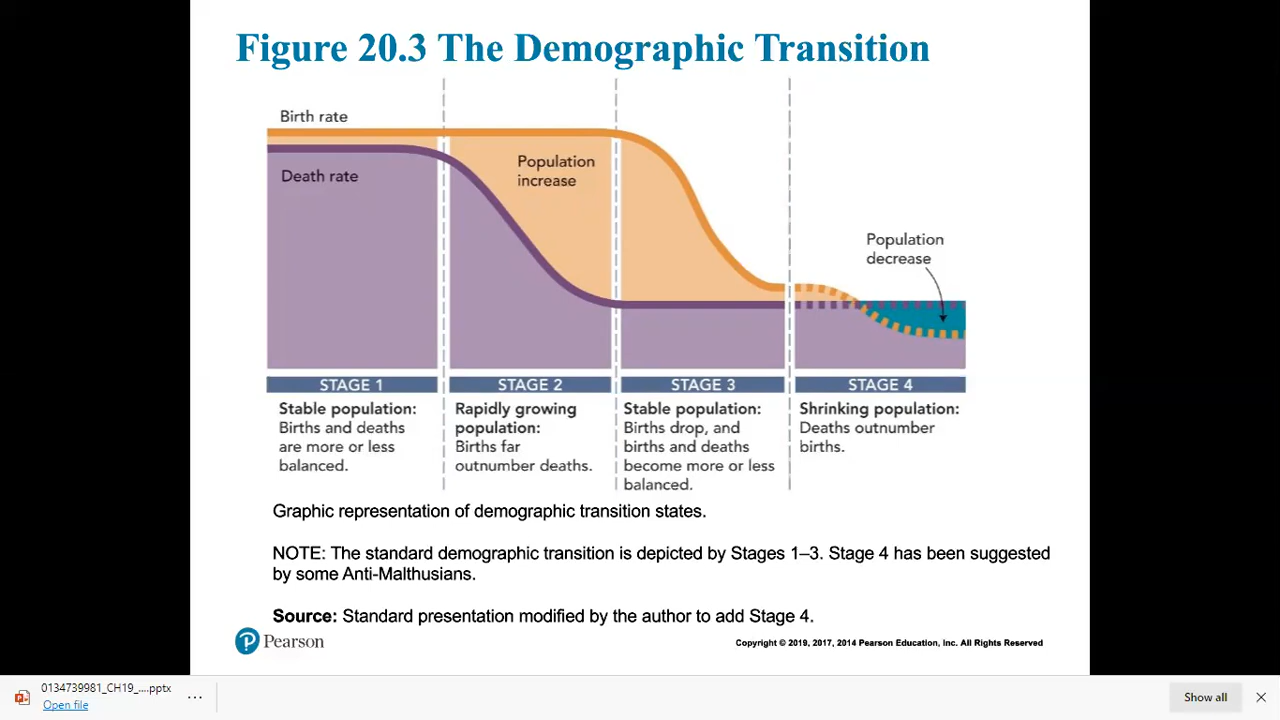 Figure 20.3 The Demographic Transition
Birth rate
Death rate
Population
increase
Population
decrease
STAGE 1
STAGE 2
STAGE 3
STAGE 4
Stable population:
Births and deaths
are more or less
balanced.
Rapidly growing
population:
Births far
outnumber deaths.
Stable population:
Births drop, and
births and deaths
become more or less
balanced.
Shrinking population:
Deaths outnumber
births.
Graphic representation of demographic transition states.
NOTE: The standard demographic transition is depicted by Stages 1–3. Stage 4 has been suggested
by some Anti-Malthusians.
Source: Standard presentation modified by the author to add Stage 4.
P Pearson
Copyright © 2019, 2017, 2014 Pearson Education, Inc. All Rights Reserved
0134739981_CH19_....pptx
Open file
...
Show all